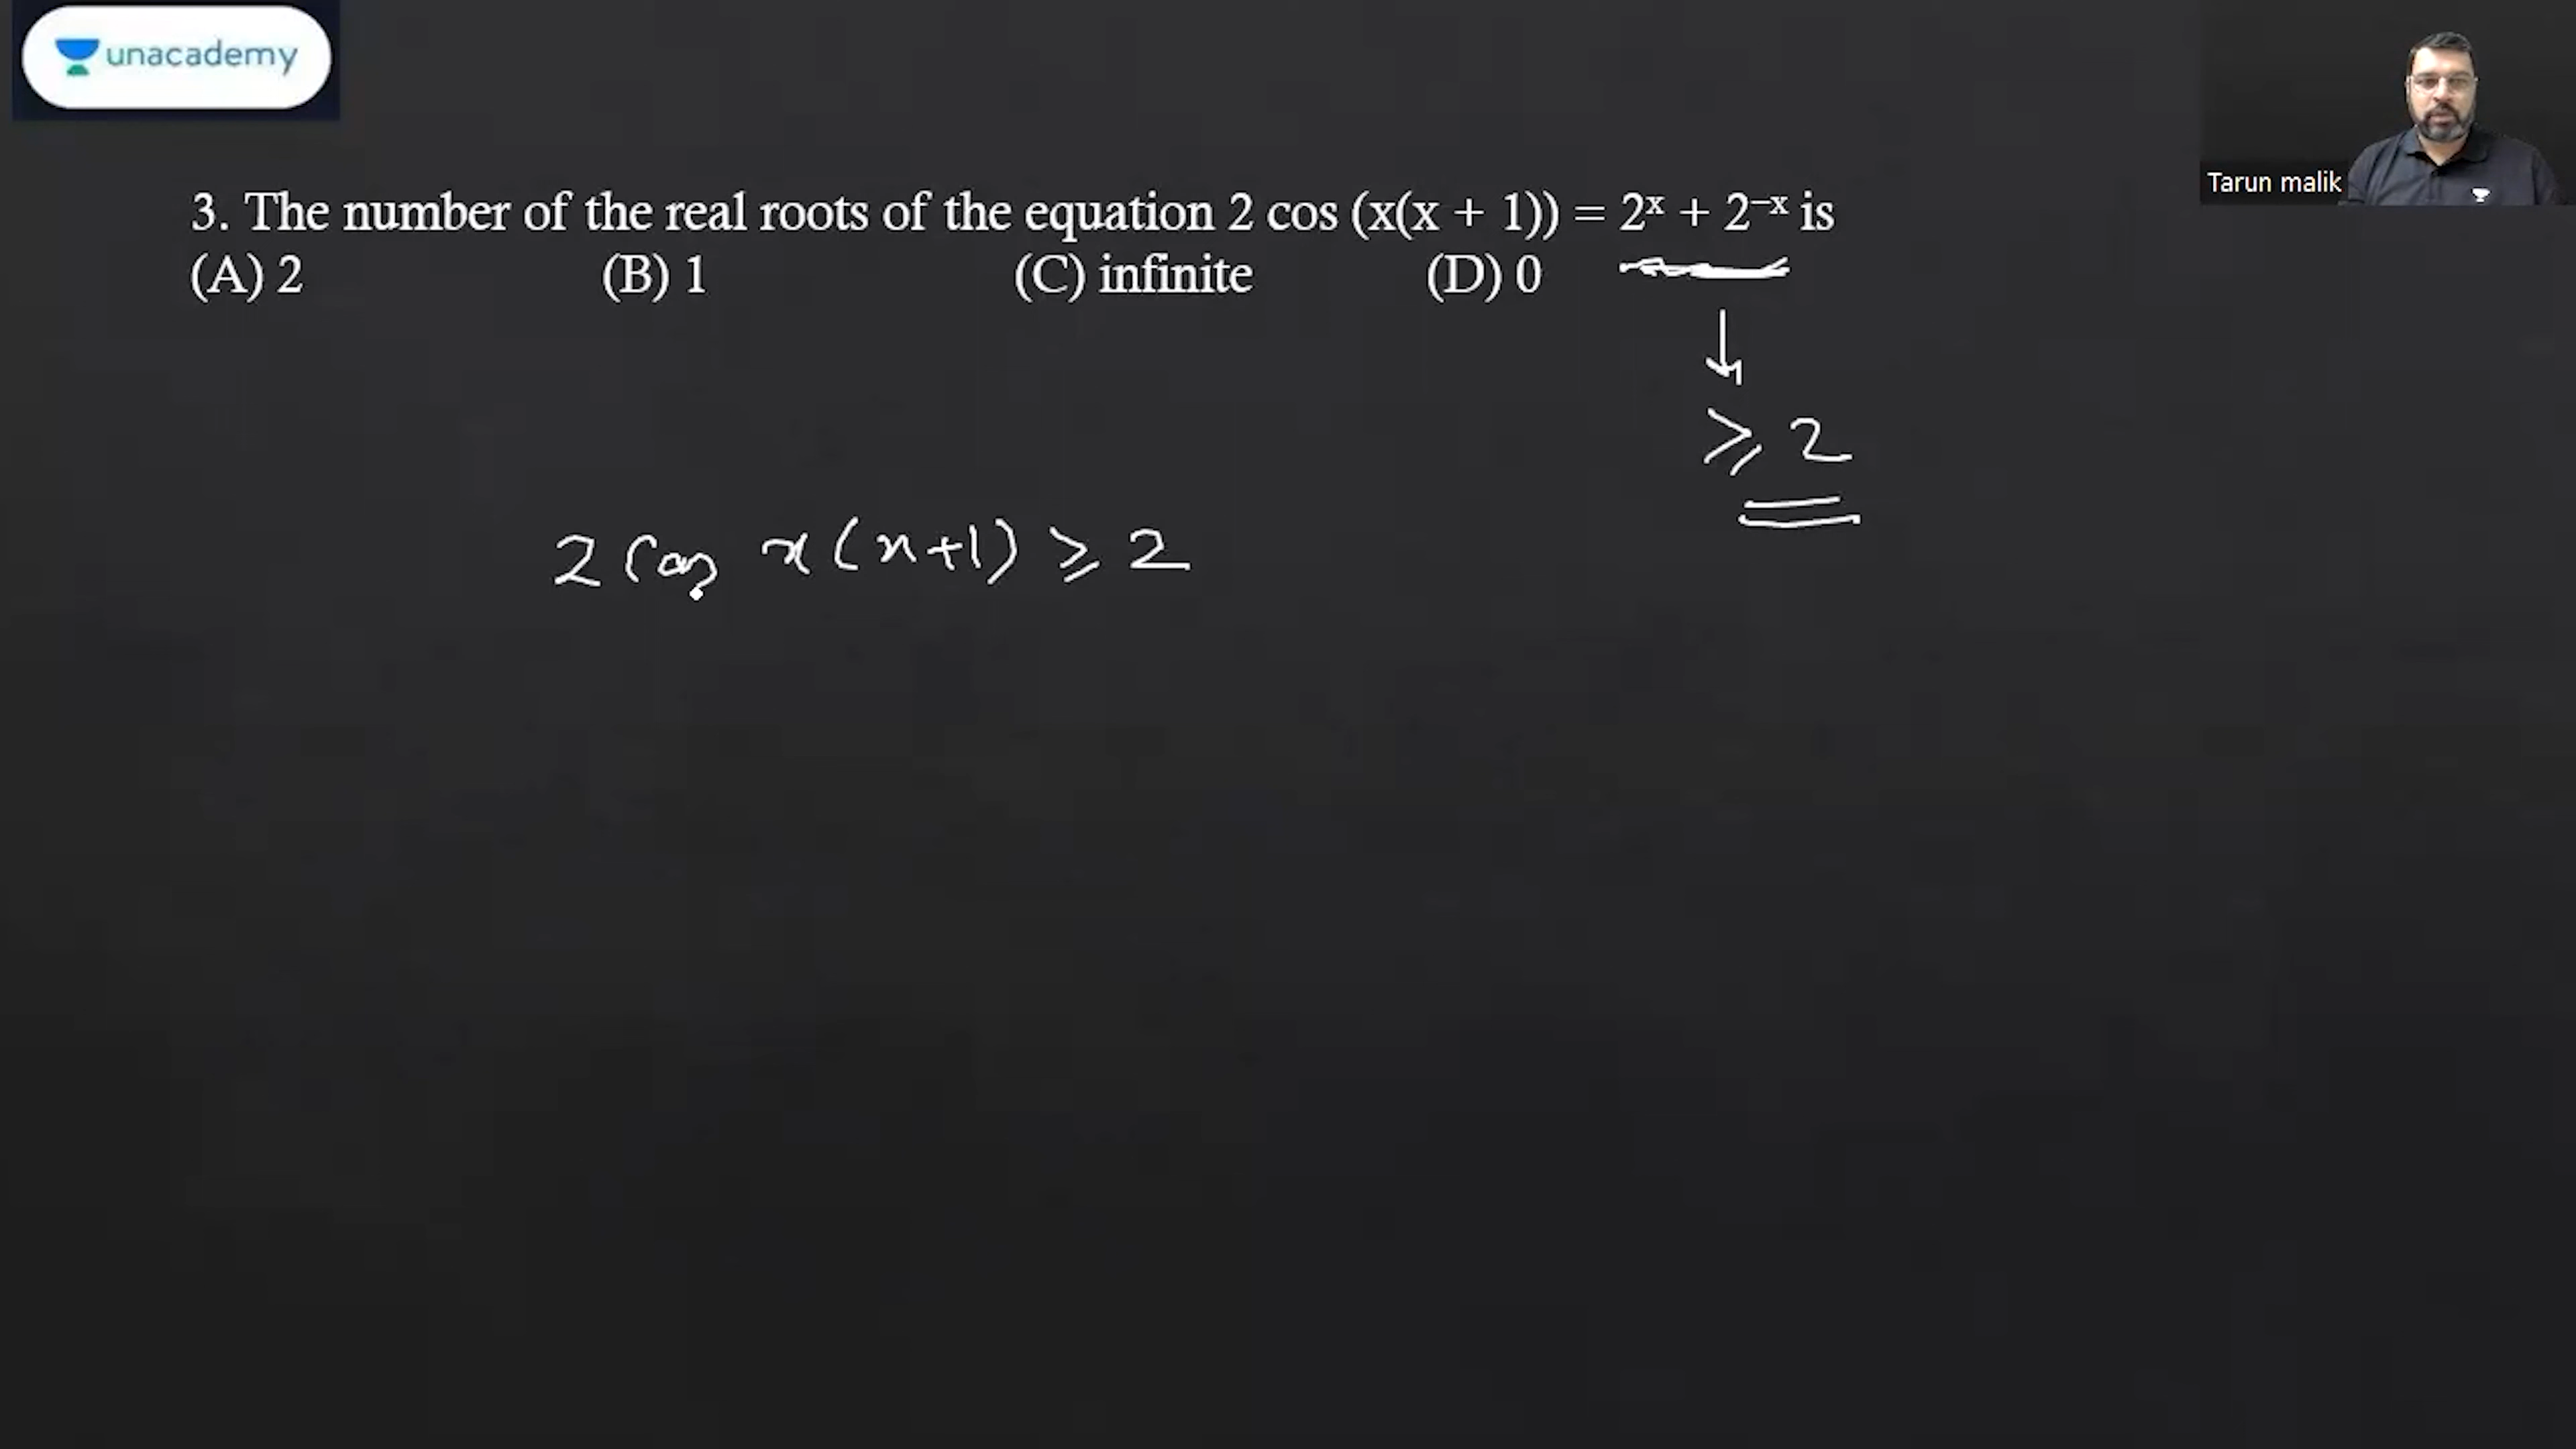 unacademy
Tarun malik
3. The number of the real roots of the equation 2 cos (x(x + 1)) = 2ˣ + 2⁻ˣ is
(A) 2 (B) 1 (C) infinite (D) 0
≥ 2
2 Cos x(x+1) ≥ 2